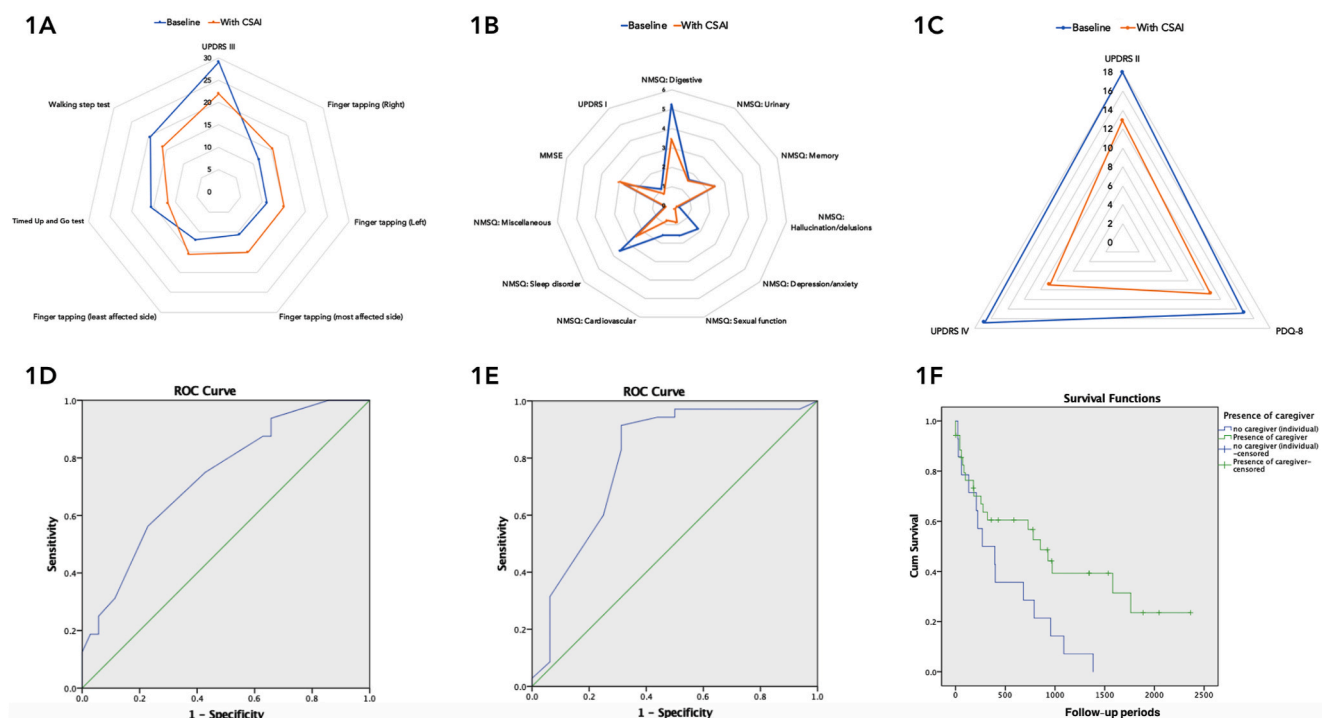 1A
Baseline With CSAI
UPDRS III
30
25
20
15
10
5
0
Walking step test
Finger tapping (Right)
Timed Up and Go test
Finger tapping (Left)
Finger tapping (least affected side)
Finger tapping (most affected side)
1B
Baseline With CSAI
NMSQ: Digestive
6
5
4
3
2
1
0
UPDRS I
NMSQ: Urinary
MMSE
NMSQ: Memory
NMSQ: Miscellaneous
NMSQ:
Hallucination/delusions
NMSQ: Sleep disorder
NMSQ: Depression/anxiety
NMSQ: Cardiovascular
NMSQ: Sexual function
1C
Baseline With CSAI
UPDRS II
18
16
14
12
10
8
6
4
2
0
UPDRS IV
PDQ-8
1D
ROC Curve
Sensitivity
1.0
0.8
0.6
0.4
0.2
0.0
0.0 0.2 0.4 0.6 0.8 1.0
1 - Specificity
1E
ROC Curve
Sensitivity
1.0
0.8
0.6
0.4
0.2
0.0
0.0 0.2 0.4 0.6 0.8 1.0
1 - Specificity
1F
Survival Functions
Cum Survival
1.0
0.8
0.6
0.4
0.2
0.0
0 500 1000 1500 2000 2500
Follow-up periods
Presence of caregiver
no caregiver (individual)
Presence of caregiver
no caregiver (individual)
-censored
Presence of caregiver-
censored